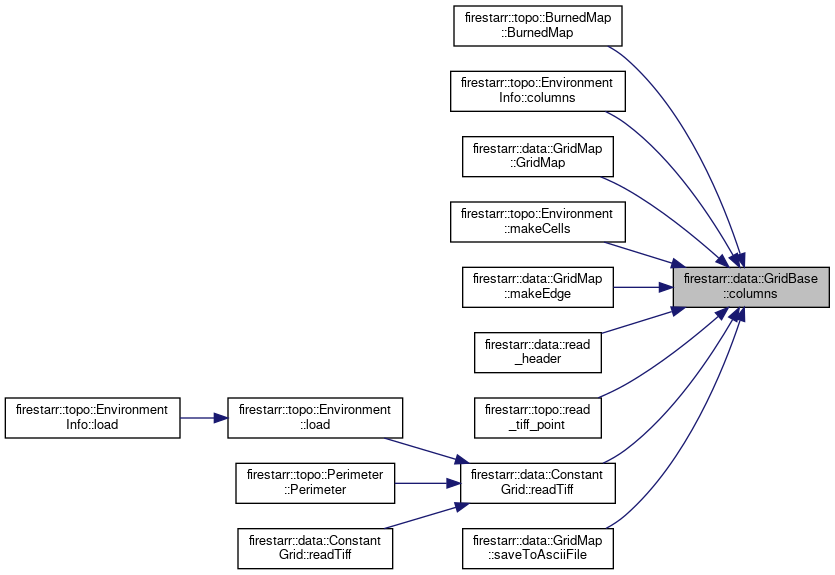 firestarr::topo::BurnedMap
::BurnedMap
firestarr::topo::Environment
Info::columns
firestarr::data::GridMap
::GridMap
firestarr::topo::Environment
::makeCells
firestarr::data::GridBase
::columns
firestarr::data::GridMap
::makeEdge
firestarr::data::read
_header
firestarr::topo::Environment
Info::load
firestarr::topo::Environment
::load
firestarr::topo::read
_tiff_point
firestarr::topo::Perimeter
::Perimeter
firestarr::data::Constant
Grid::readTiff
firestarr::data::Constant
Grid::readTiff
firestarr::data::GridMap
::saveToAsciiFile